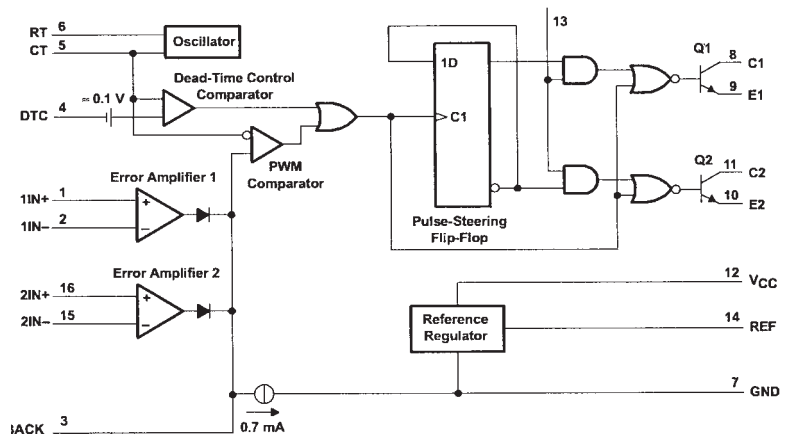 13
RT 6
CT 5
Oscillator
Q1
8 C1
9 E1
1D
Dead-Time Control
Comparator
≈ 0.1 V
DTC 4
C1
PWM
Comparator
Q2
11 C2
10 E2
Error Amplifier 1
1IN+ 1
1IN− 2
+
−
Pulse-Steering
Flip-Flop
Error Amplifier 2
2IN+ 16
2IN− 15
+
−
12 VCC
Reference
Regulator
14 REF
7 GND
0.7 mA
BACK 3